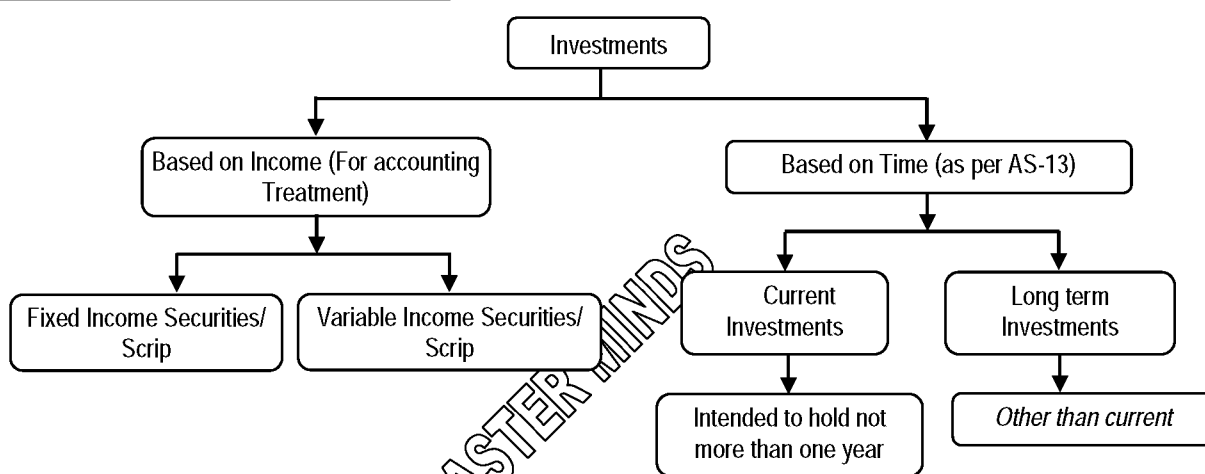 Investments
Based on Income (For accounting
Treatment)
Based on Time (as per AS-13)
Fixed Income Securities/
Scrip
Variable Income Securities/
Scrip
Current
Investments
Long term
Investments
Intended to hold not
more than one year
Other than current
ASTER MINDS